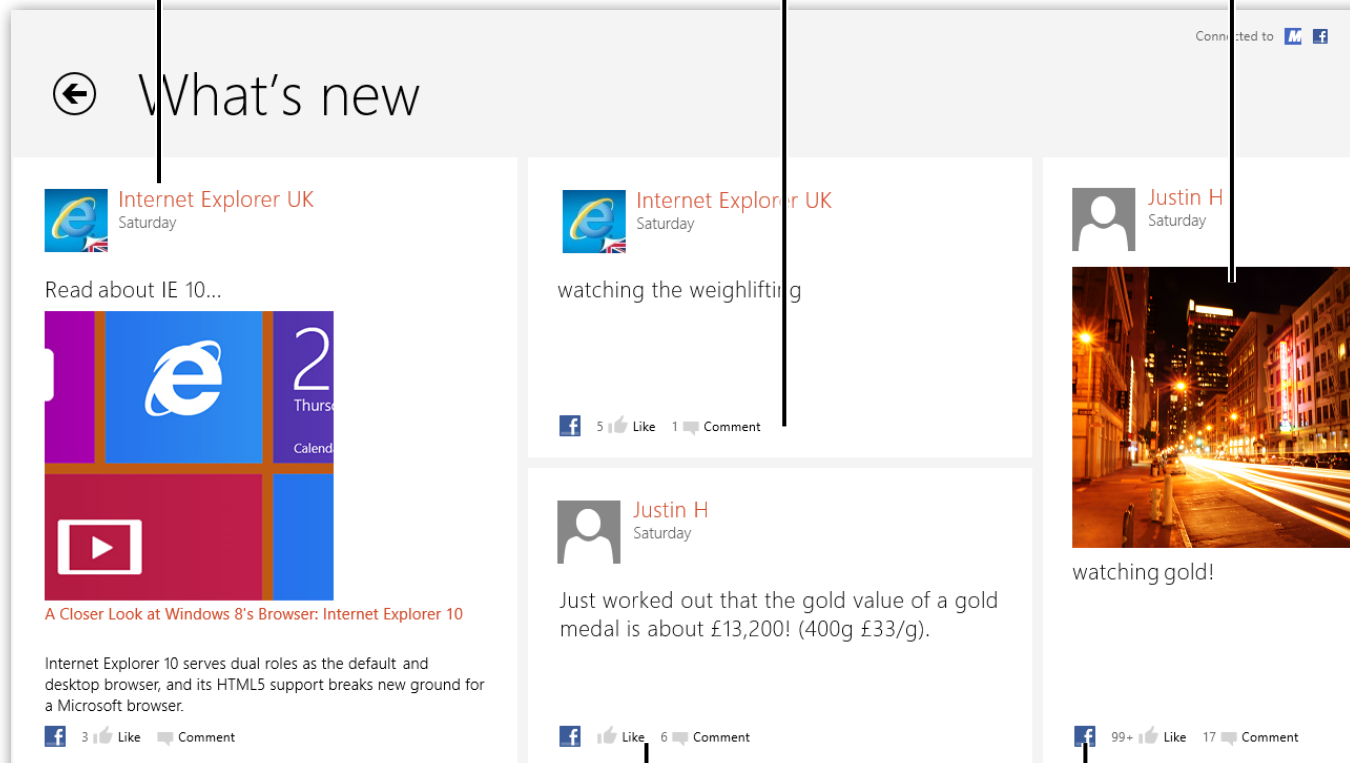 Connected to
What's new
Internet Explorer UK
Saturday
Read about IE 10...
2
Thurs
Calend
A Closer Look at Windows 8's Browser: Internet Explorer 10
Internet Explorer 10 serves dual roles as the default and
desktop browser, and its HTML5 support breaks new ground for
a Microsoft browser.
3 Like Comment
Internet Explorer UK
Saturday
watching the weighlifting
5 Like 1 Comment
Justin H
Saturday
Just worked out that the gold value of a gold
medal is about £13,200! (400g £33/g).
Like 6 Comment
Justin H
Saturday
watching gold!
99+ Like 17 Comment